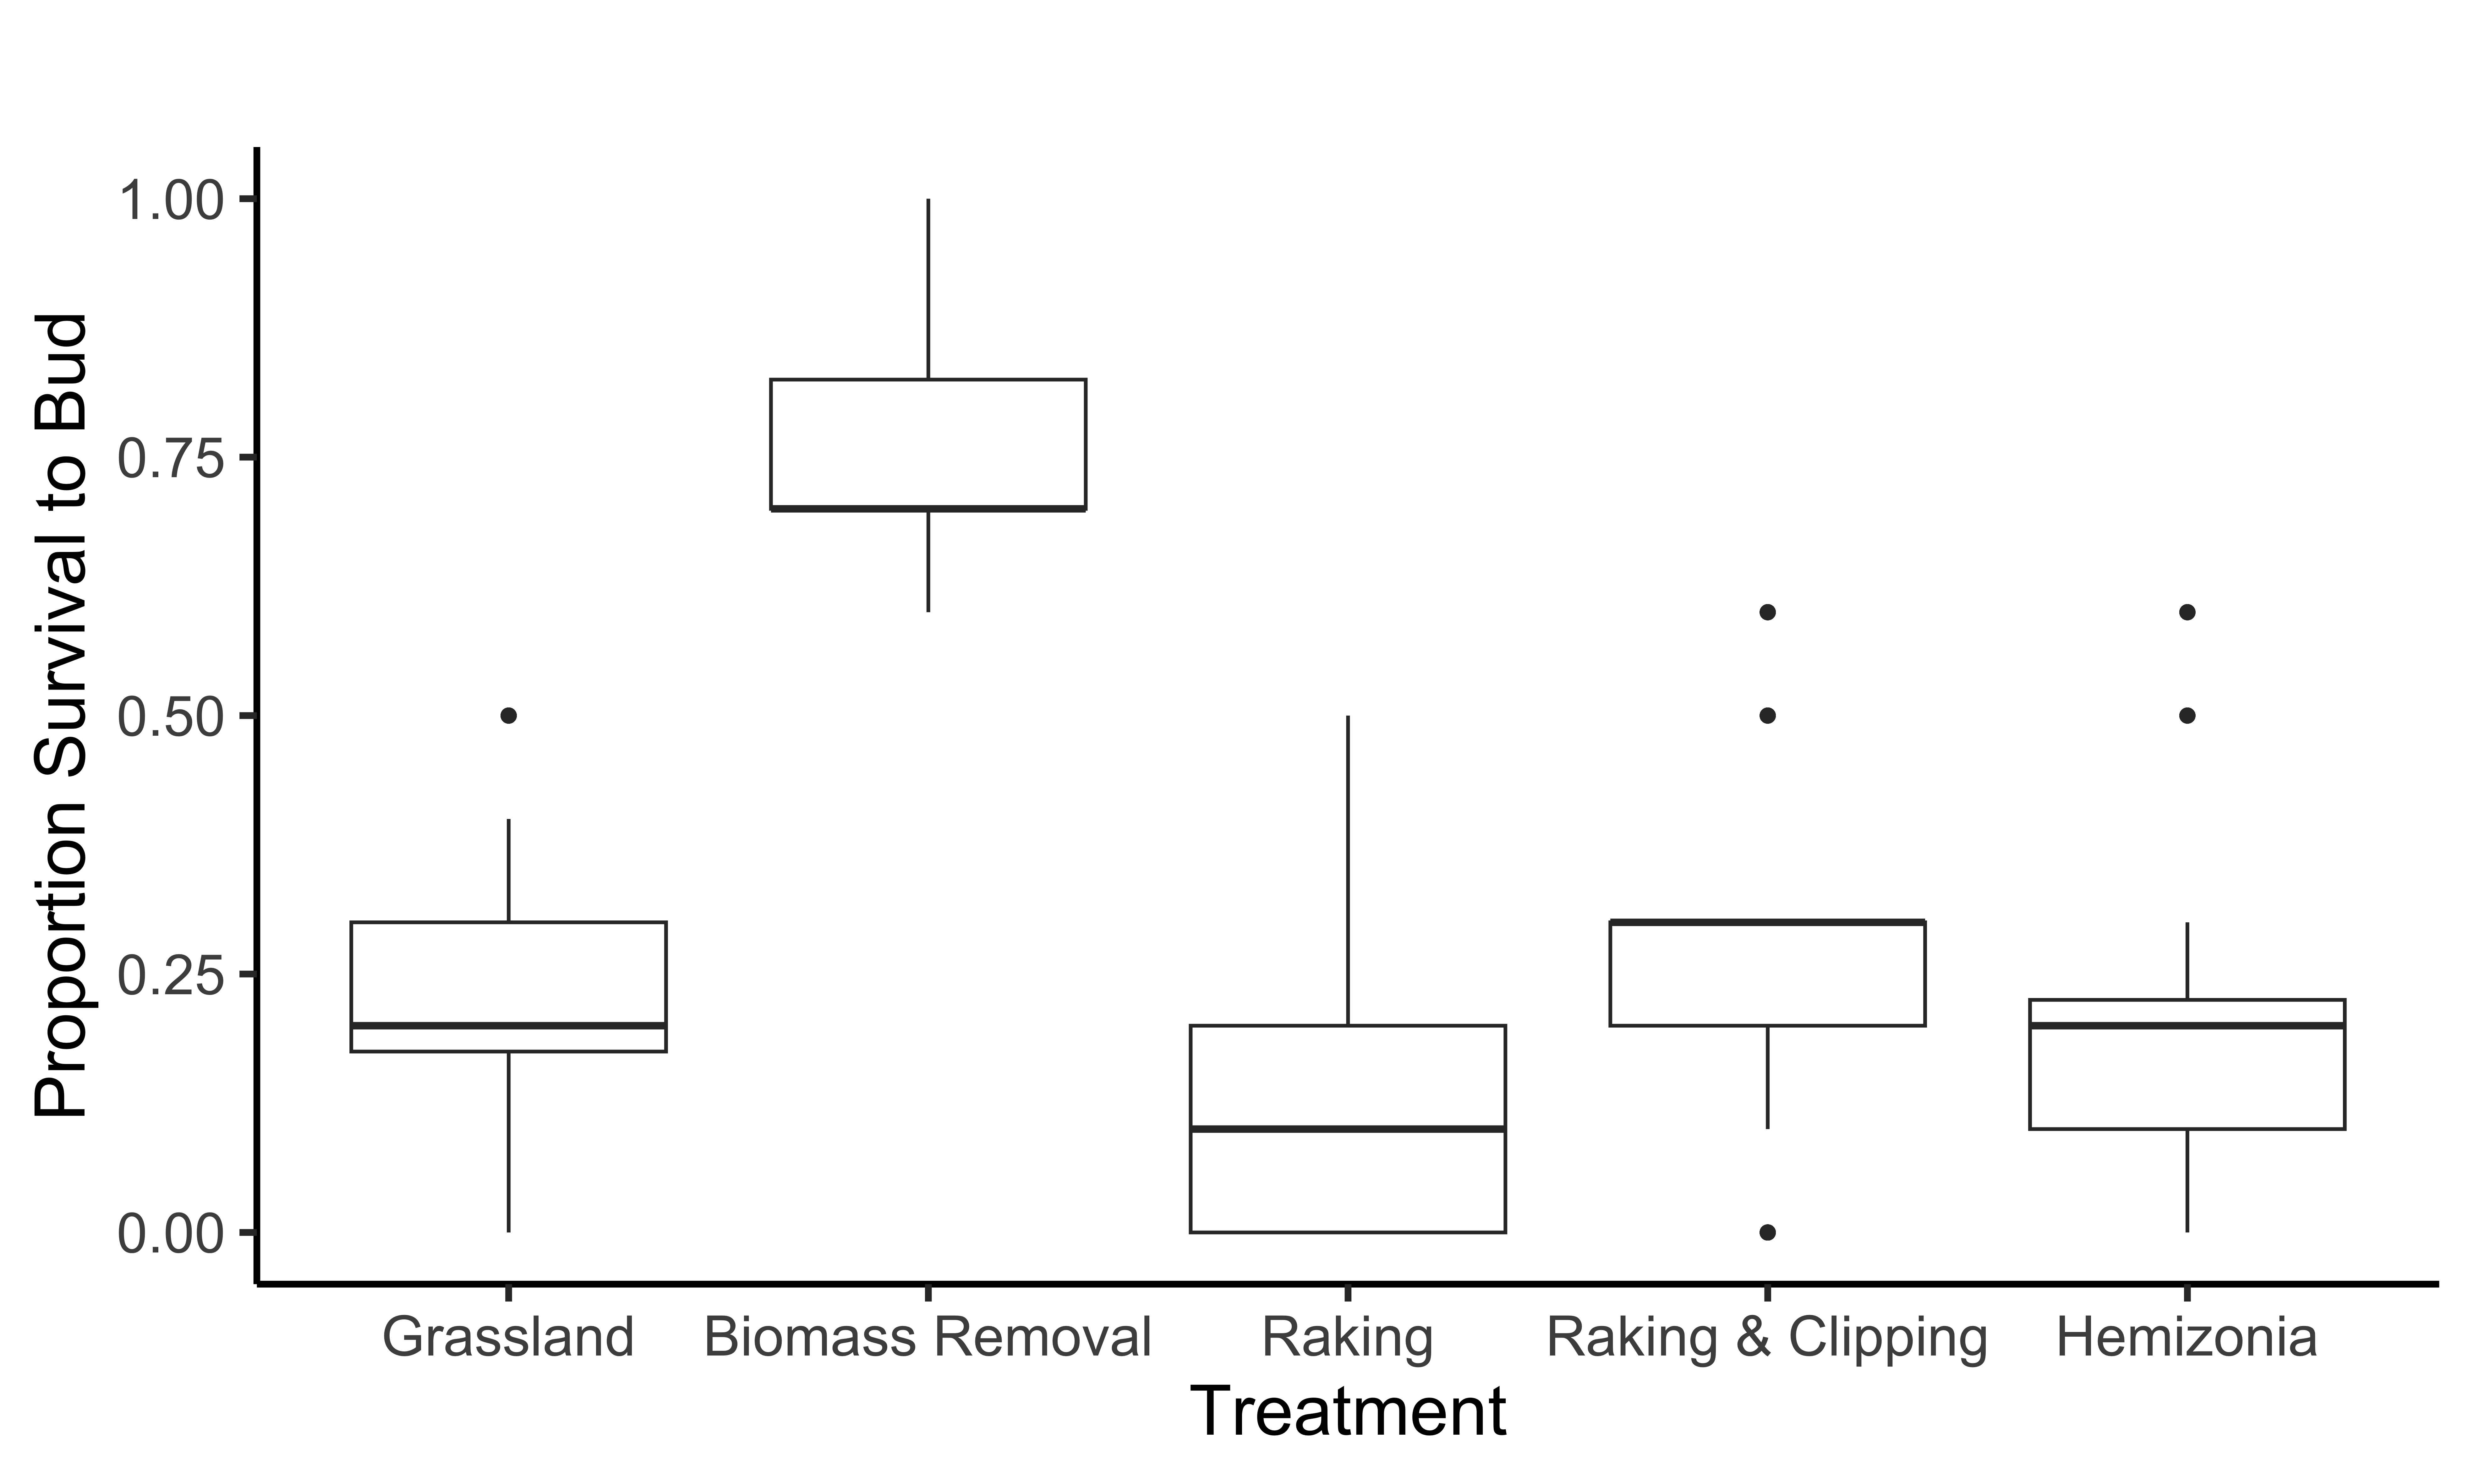 Proportion Survival to Bud
1.00
0.75
0.50
0.25
0.00
Grassland Biomass Removal Raking Raking & Clipping Hemizonia
Treatment